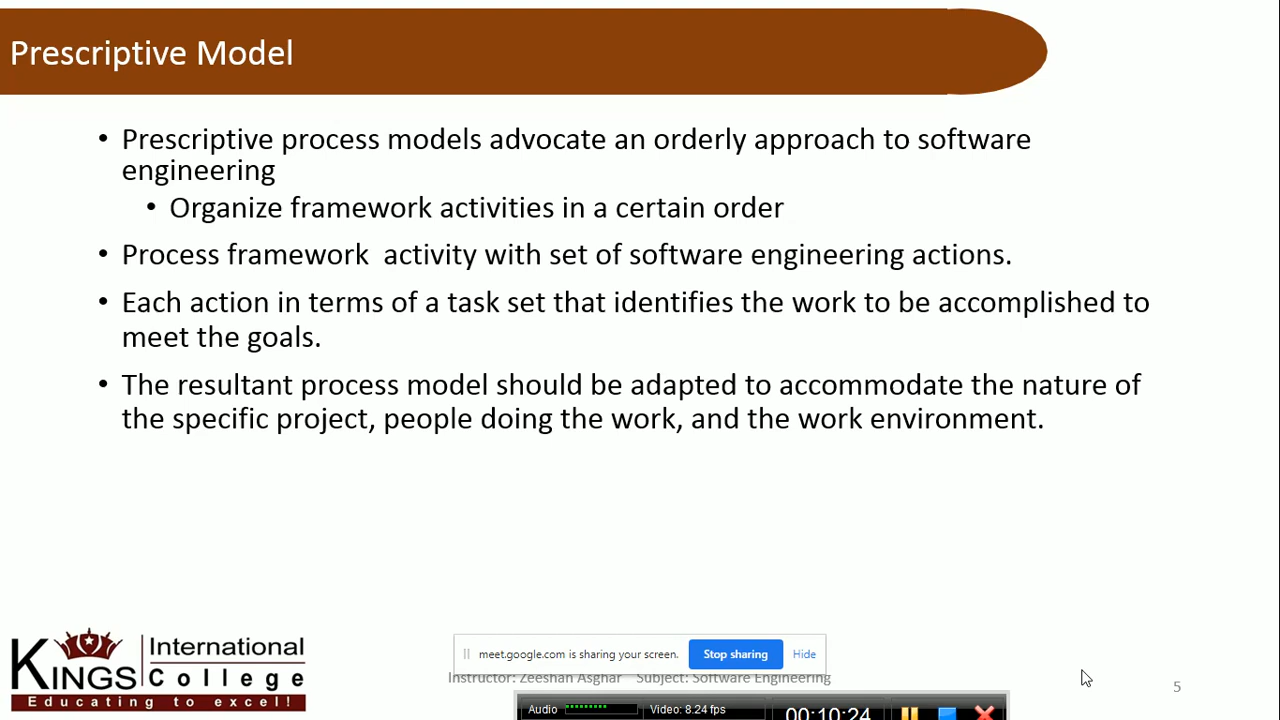 Prescriptive Model
• Prescriptive process models advocate an orderly approach to software
engineering
• Organize framework activities in a certain order
• Process framework  activity with set of software engineering actions.
• Each action in terms of a task set that identifies the work to be accomplished to
meet the goals.
• The resultant process model should be adapted to accommodate the nature of
the specific project, people doing the work, and the work environment.
KINGS International College
Educating to excel!
meet.google.com is sharing your screen. Stop sharing Hide
Instructor: Zeeshan Asghar Subject: Software Engineering
5
Audio Video: 8.24 fps 00:10:24